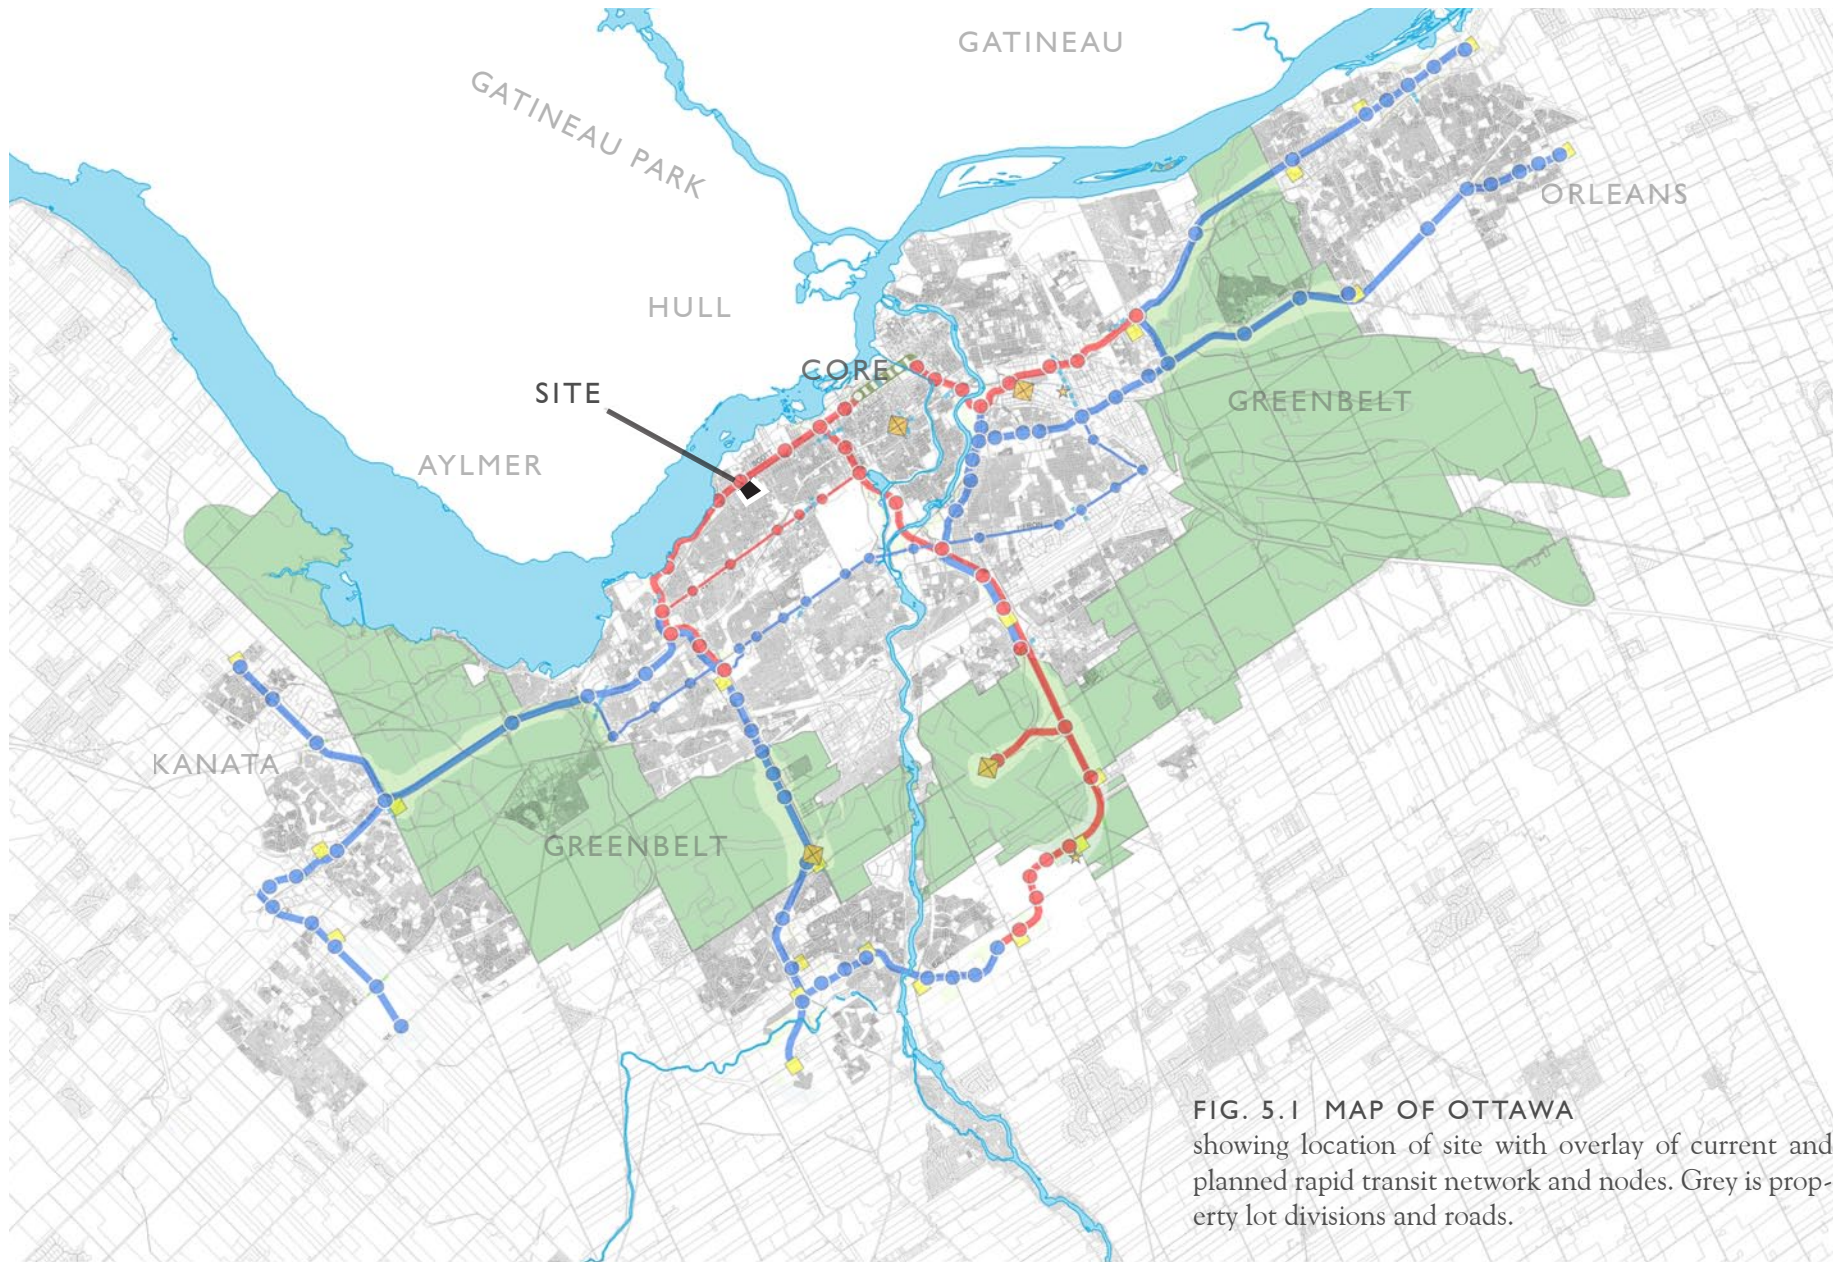 GATINEAU
GATINEAU PARK
ORLEANS
HULL
CORE
SITE
GREENBELT
AYLMER
KANATA
GREENBELT
FIG. 5.1 MAP OF OTTAWA
showing location of site with overlay of current and
planned rapid transit network and nodes. Grey is prop-
erty lot divisions and roads.